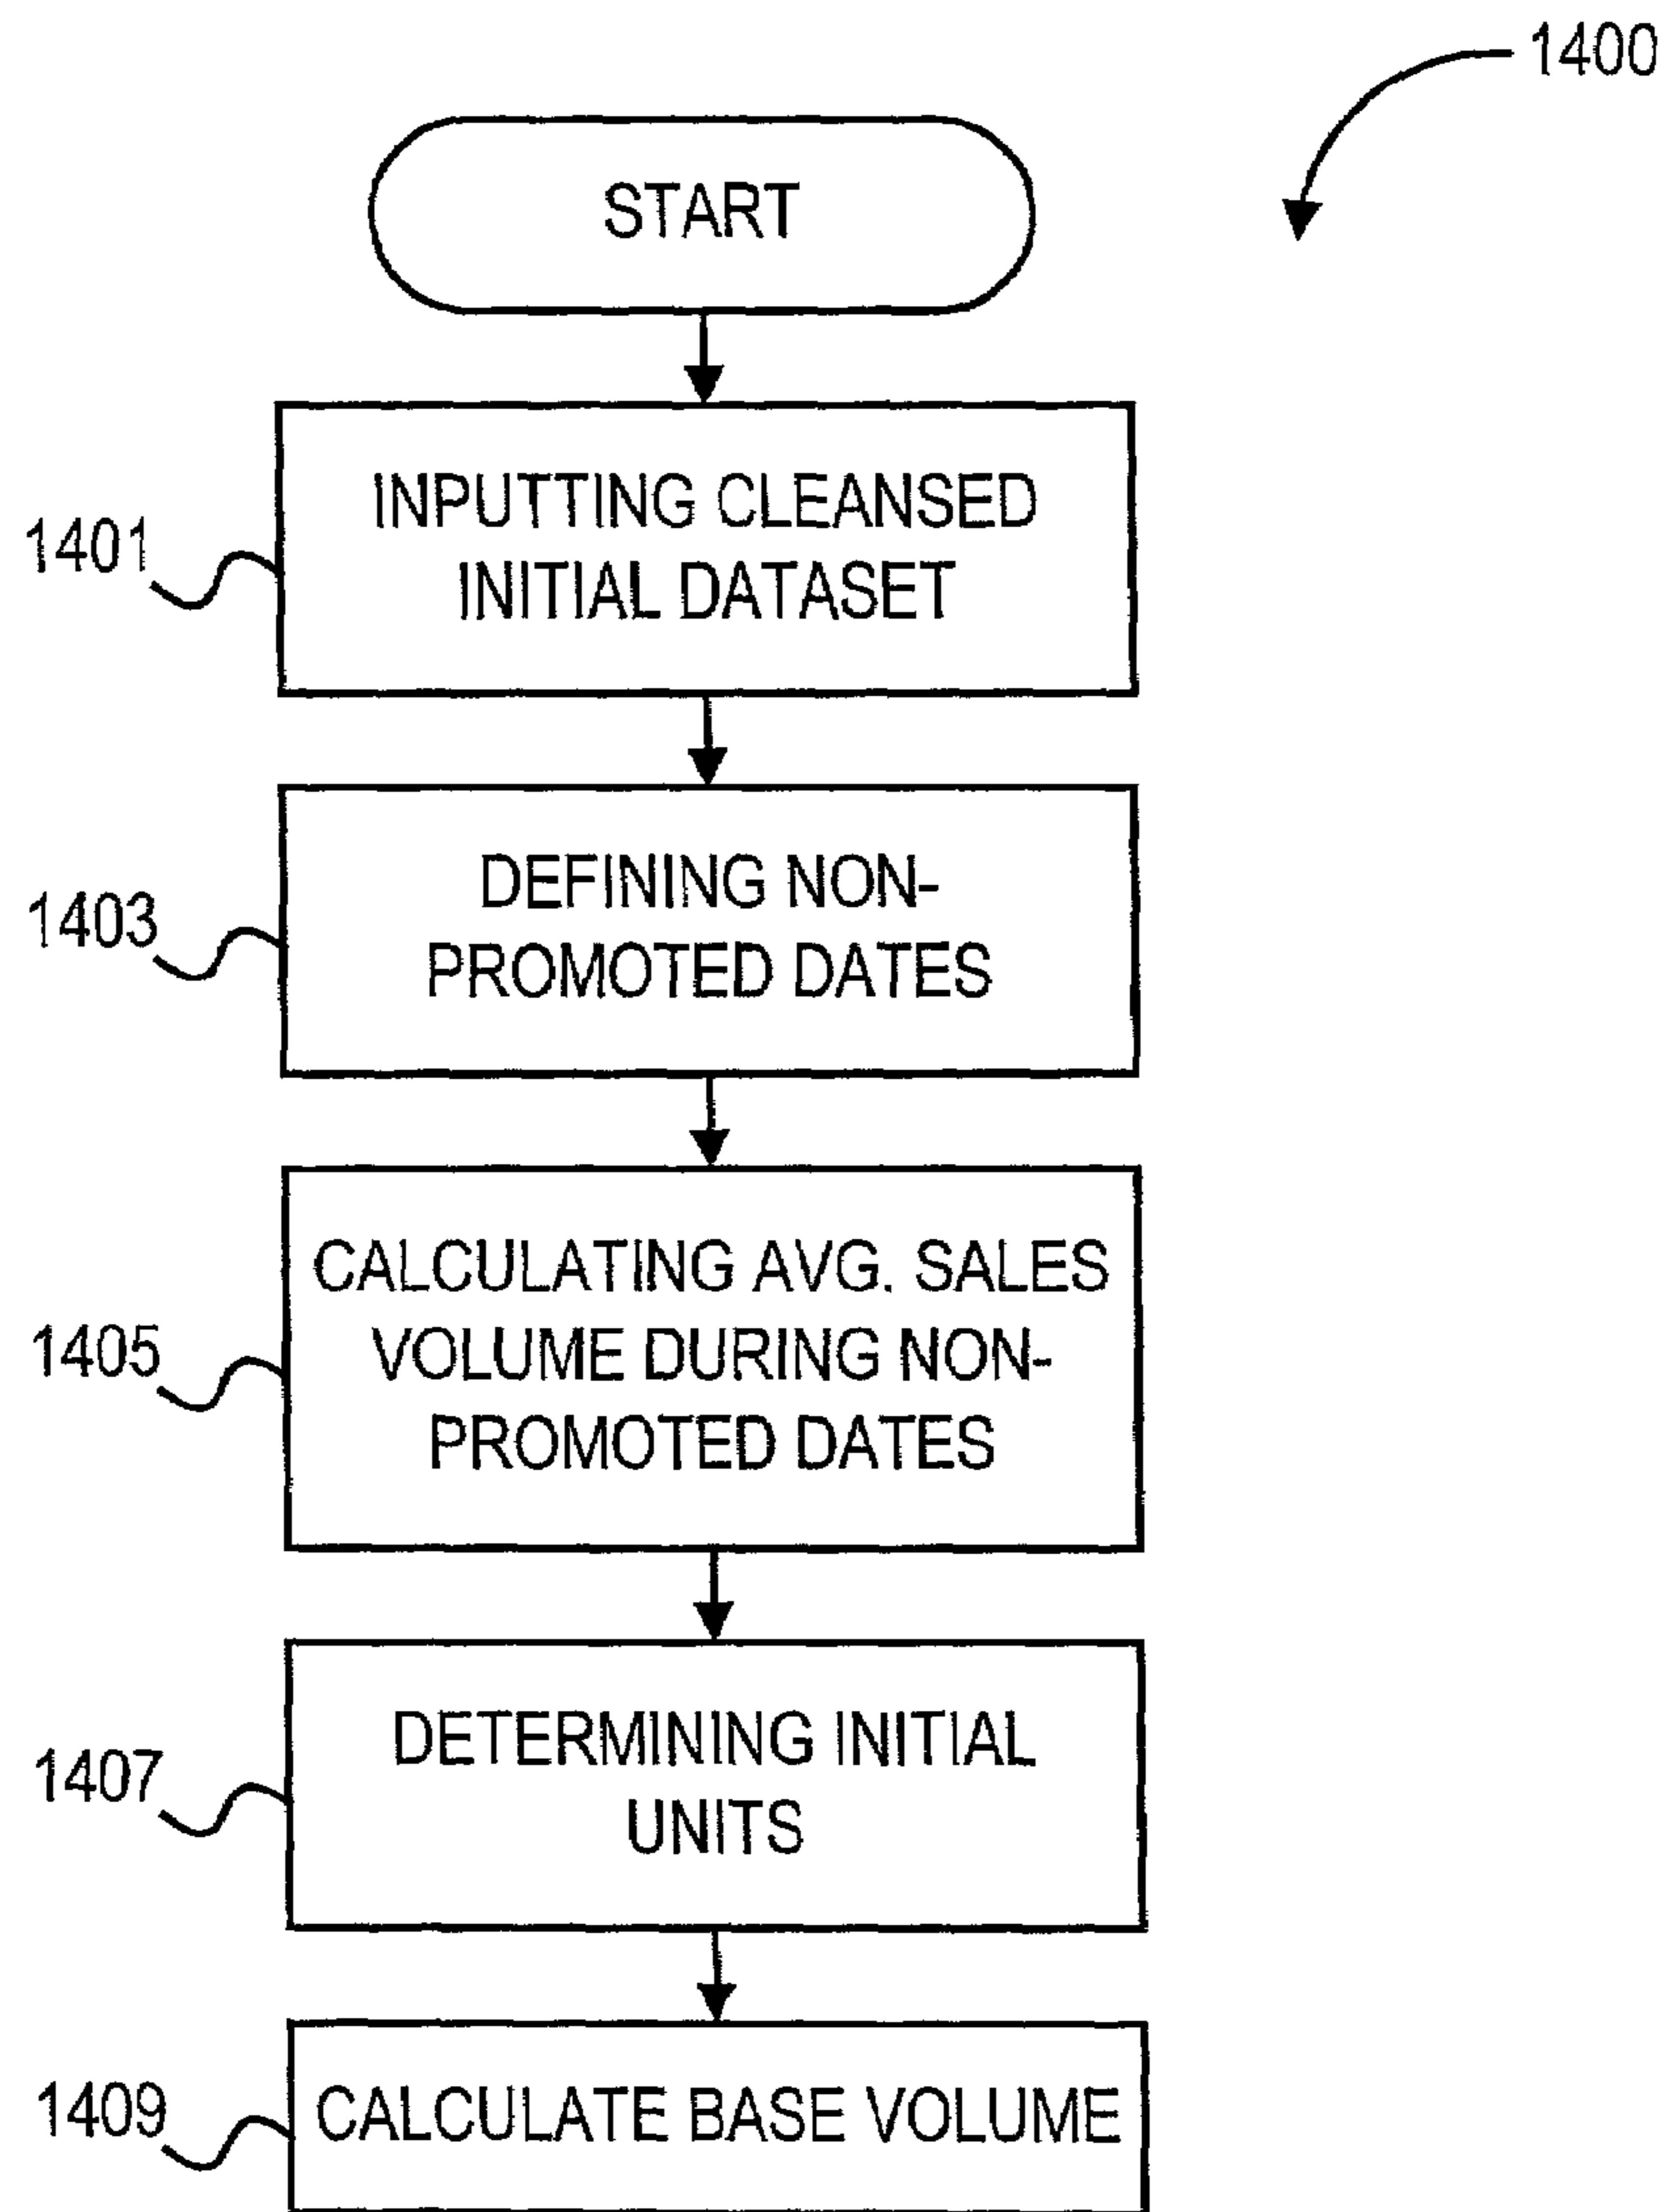 1400
START
1401
INPUTTING CLEANSED
INITIAL DATASET
1403
DEFINING NON-
PROMOTED DATES
1405
CALCULATING AVG. SALES
VOLUME DURING NON-
PROMOTED DATES
1407
DETERMINING INITIAL
UNITS
1409
CALCULATE BASE VOLUME